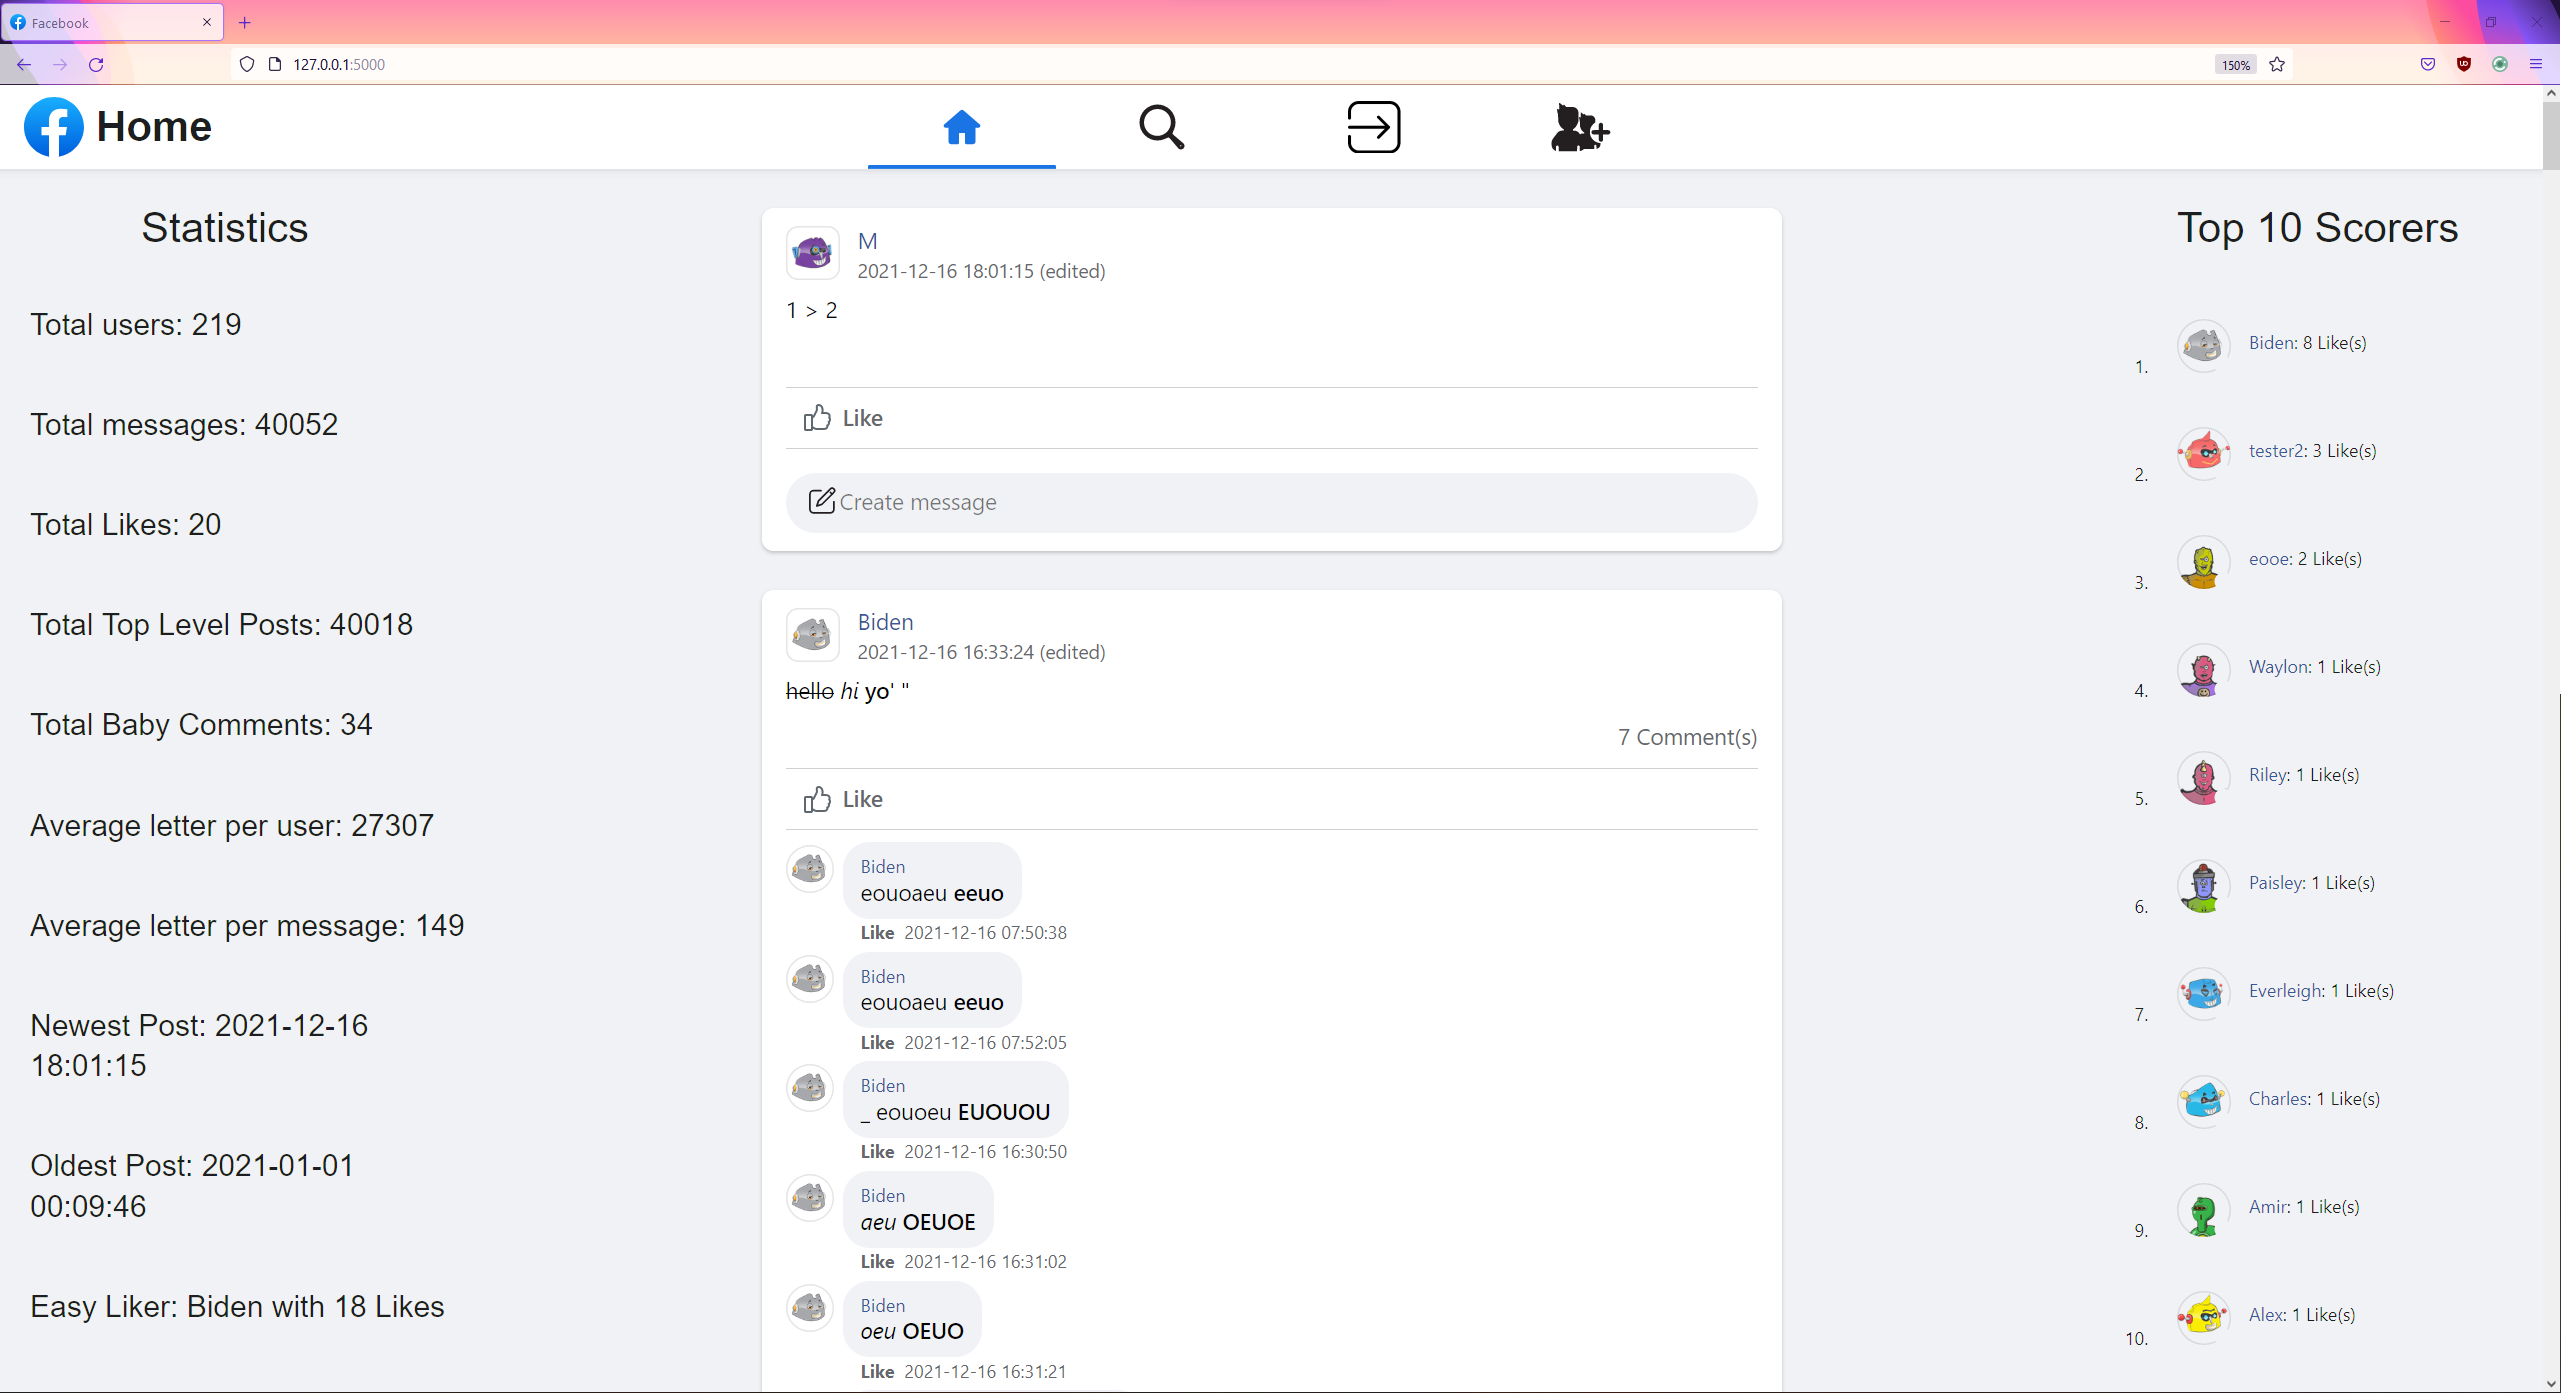 Facebook
127.0.0.1:5000
150%
Home
Statistics
Total users: 219
Total messages: 40052
Total Likes: 20
Total Top Level Posts: 40018
Total Baby Comments: 34
Average letter per user: 27307
Average letter per message: 149
Newest Post: 2021-12-16
18:01:15
Oldest Post: 2021-01-01
00:09:46
Easy Liker: Biden with 18 Likes
M
2021-12-16 18:01:15 (edited)
1 > 2
Like
Create message
Biden
2021-12-16 16:33:24 (edited)
hello hi yo' "
7 Comment(s)
Like
Biden
eouoaeu eeuo
Like 2021-12-16 07:50:38
Biden
eouoaeu eeuo
Like 2021-12-16 07:52:05
Biden
_ eouoeu EUOUOU
Like 2021-12-16 16:30:50
Biden
aeu OEUOE
Like 2021-12-16 16:31:02
Biden
oeu OEUO
Like 2021-12-16 16:31:21
Top 10 Scorers
1. Biden: 8 Like(s)
2. tester2: 3 Like(s)
3. eooe: 2 Like(s)
4. Waylon: 1 Like(s)
5. Riley: 1 Like(s)
6. Paisley: 1 Like(s)
7. Everleigh: 1 Like(s)
8. Charles: 1 Like(s)
9. Amir: 1 Like(s)
10. Alex: 1 Like(s)